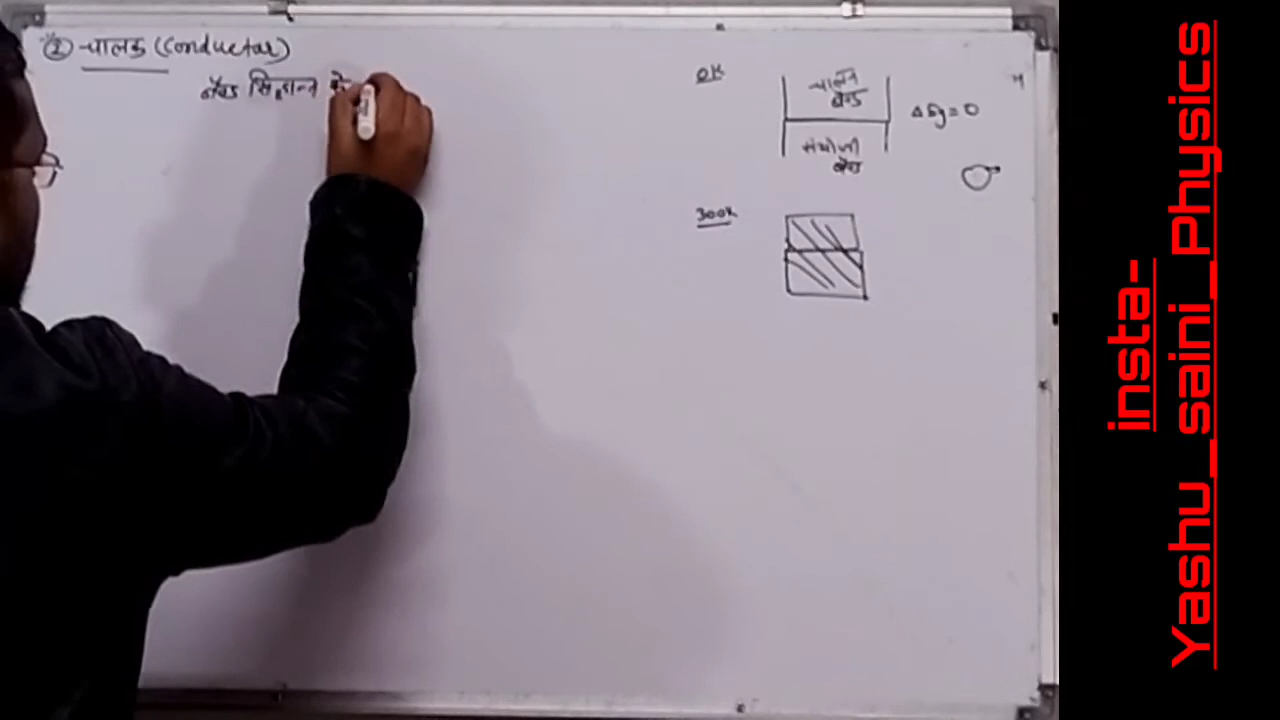 ② चालक (Conductor)
बैण्ड सिद्धान्त के
0K
चालन
बैण्ड
ΔEg = 0
संयोजी
बैण्ड
300K
insta-
Yashu_saini_Physics